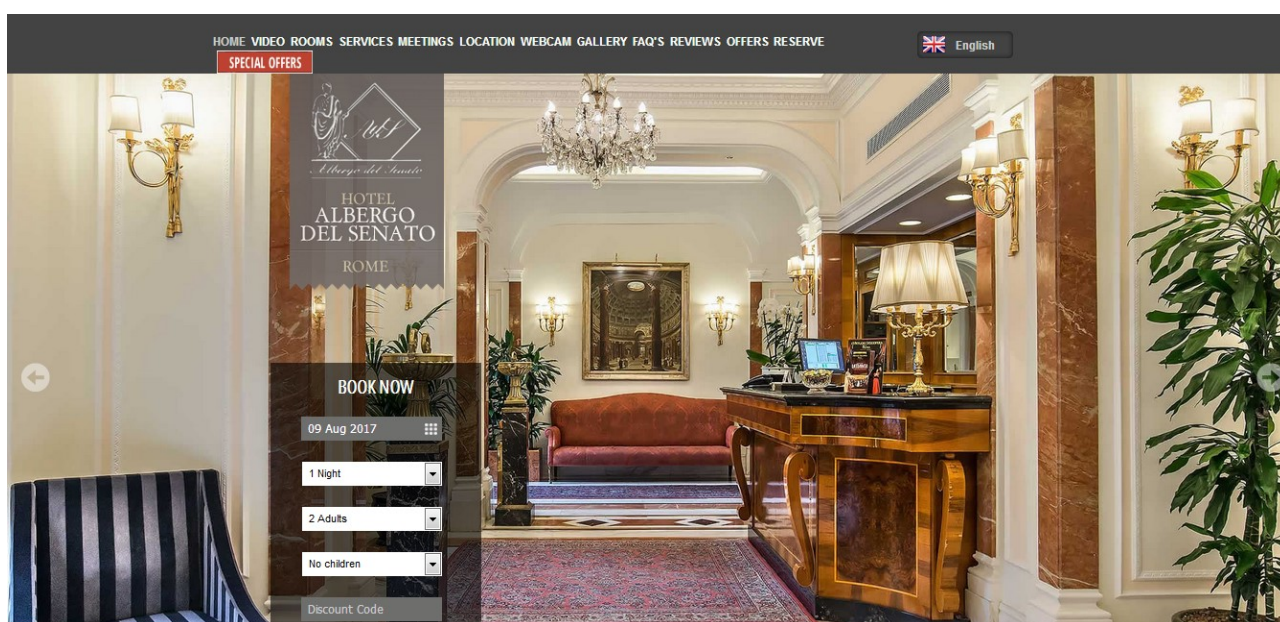 HOME VIDEO ROOMS SERVICES MEETINGS LOCATION WEBCAM GALLERY FAQ'S REVIEWS OFFERS RESERVE
English
SPECIAL OFFERS
Albergo del Senato
HOTEL
ALBERGO
DEL SENATO
ROME
BOOK NOW
09 Aug 2017
1 Night
2 Adults
No children
Discount Code